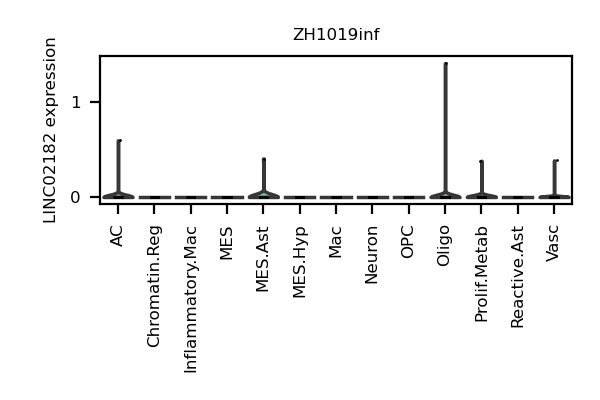 ZH1019inf
LINC02182 expression
1
0
AC
Chromatin.Reg
Inflammatory.Mac
MES
MES.Ast
MES.Hyp
Mac
Neuron
OPC
Oligo
Prolif.Metab
Reactive.Ast
Vasc